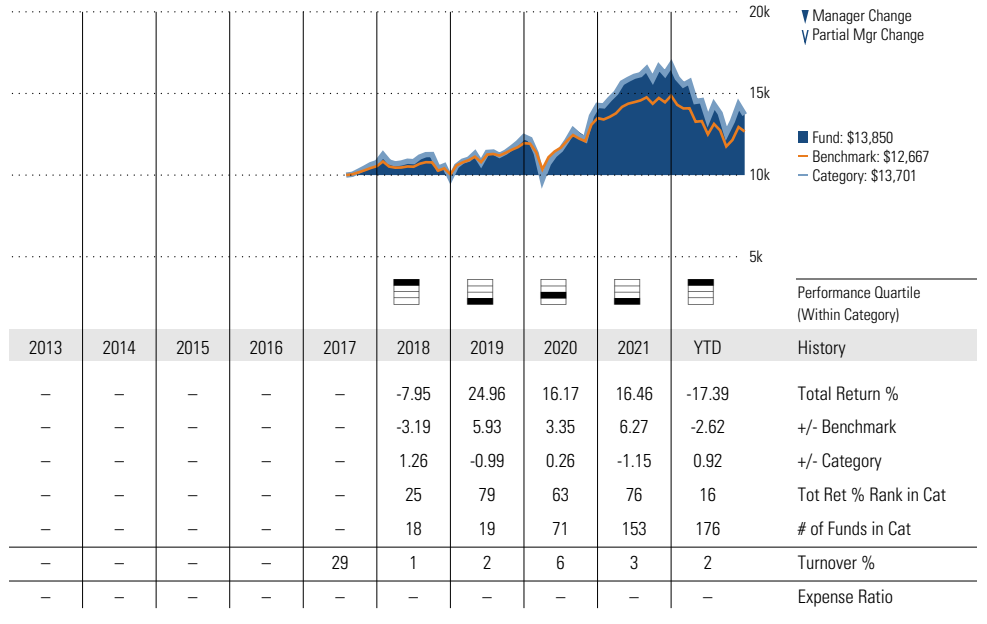 20k
15k
10k
5k
▼ Manager Change
Partial Mgr Change
Fund: $13,850
Benchmark: $12,667
Category: $13,701
Performance Quartile
(Within Category)
2013 2014 2015 2016 2017 2018 2019 2020 2021 YTD History
– – – – – -7.95 24.96 16.17 16.46 -17.39 Total Return %
– – – – – -3.19 5.93 3.35 6.27 -2.62 +/- Benchmark
– – – – – 1.26 -0.99 0.26 -1.15 0.92 +/- Category
– – – – – 25 79 63 76 16 Tot Ret % Rank in Cat
– – – – – 18 19 71 153 176 # of Funds in Cat
– – – – 29 1 2 6 3 2 Turnover %
– – – – – – – – – – Expense Ratio